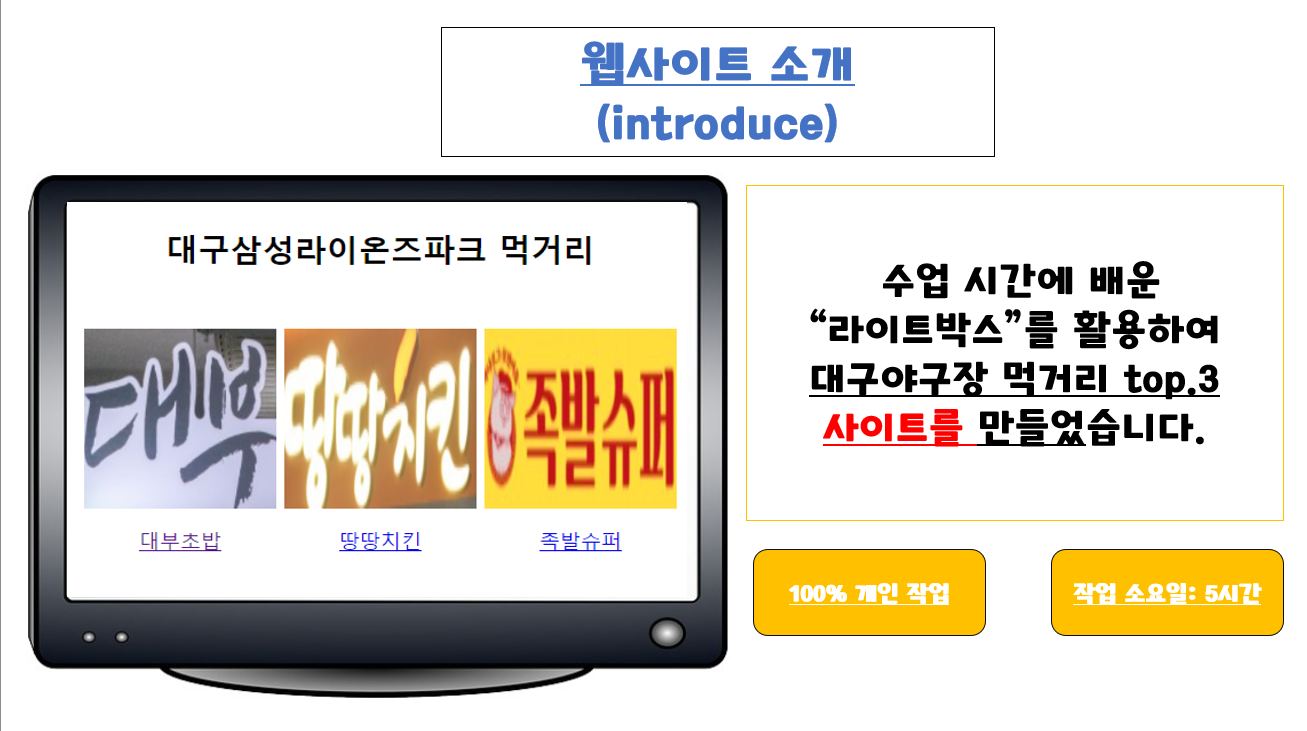 웹사이트 소개
(introduce)
대구삼성라이온즈파크 먹거리
대부
땅땅치킨
족발슈퍼
대부초밥
땅땅치킨
족발슈퍼
수업 시간에 배운
“라이트박스”를 활용하여
대구야구장 먹거리 top.3
사이트를 만들었습니다.
100% 개인 작업
작업 소요일: 5시간